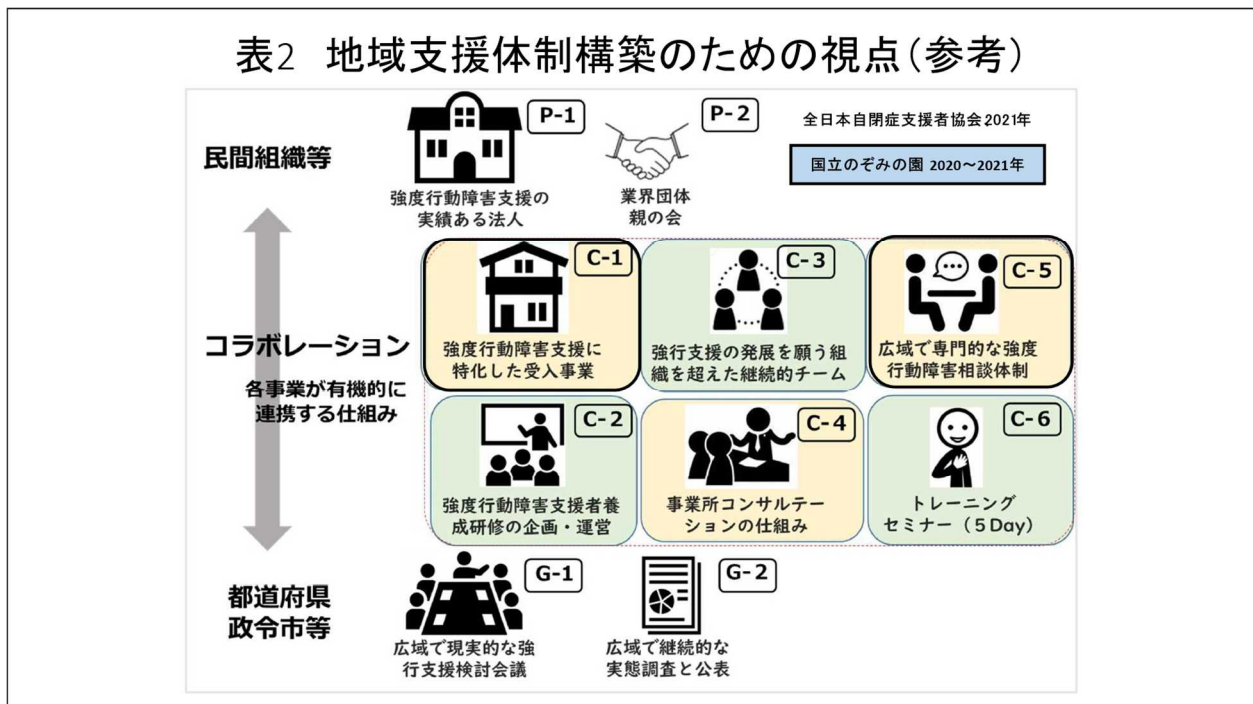 表2 地域支援体制構築のための視点(参考)
民間組織等
P-1
強度行動障害支援の
実績ある法人
P-2
業界団体
親の会
全日本自閉症支援者協会2021年
国立のぞみの園 2020～2021年
コラボレーション
各事業が有機的に
連携する仕組み
C-1
強度行動障害支援に
特化した受入事業
C-3
強行支援の発展を願う組
織を超えた継続的チーム
C-5
広域で専門的な強度
行動障害相談体制
C-2
強度行動障害支援者養
成研修の企画・運営
C-4
事業所コンサルテー
ションの仕組み
C-6
トレーニング
セミナー（5Day）
都道府県
政令市等
G-1
広域で現実的な強
行支援検討会議
G-2
広域で継続的な
実態調査と公表